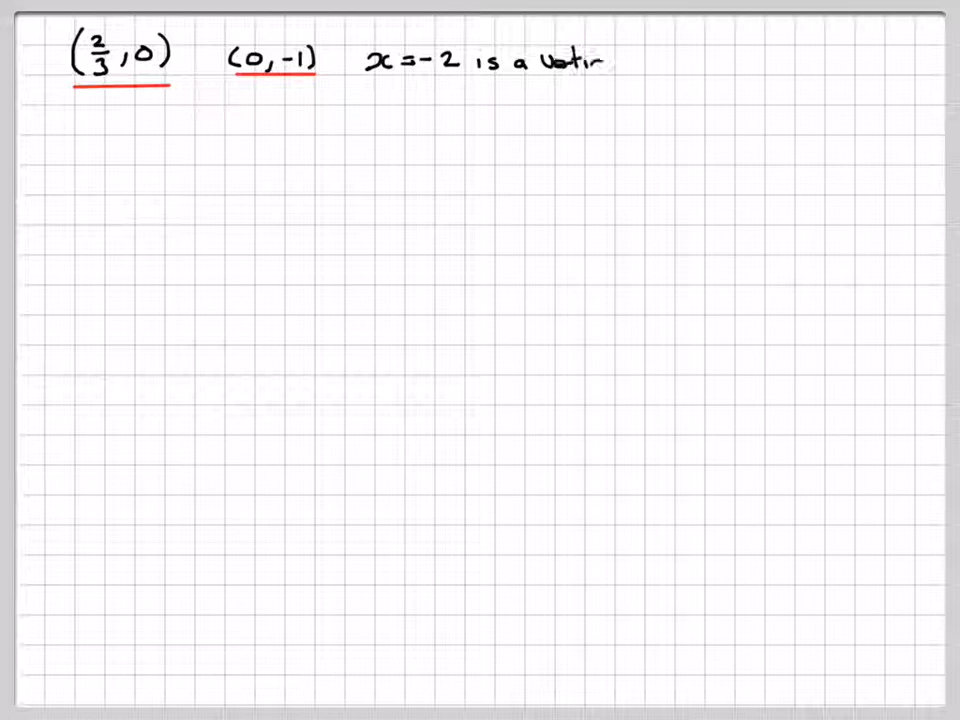 (2/3, 0) (0, -1) x = -2 is a